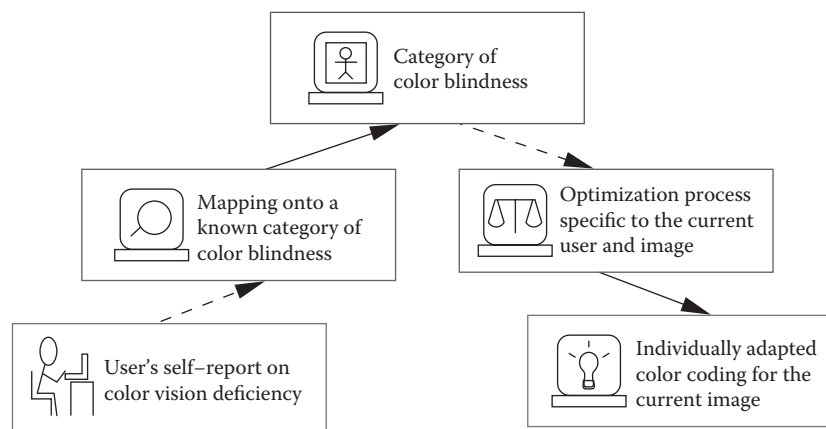 Category of
color blindness
Mapping onto a
known category of
color blindness
Optimization process
specific to the current
user and image
User's self–report on
color vision deficiency
Individually adapted
color coding for the
current image